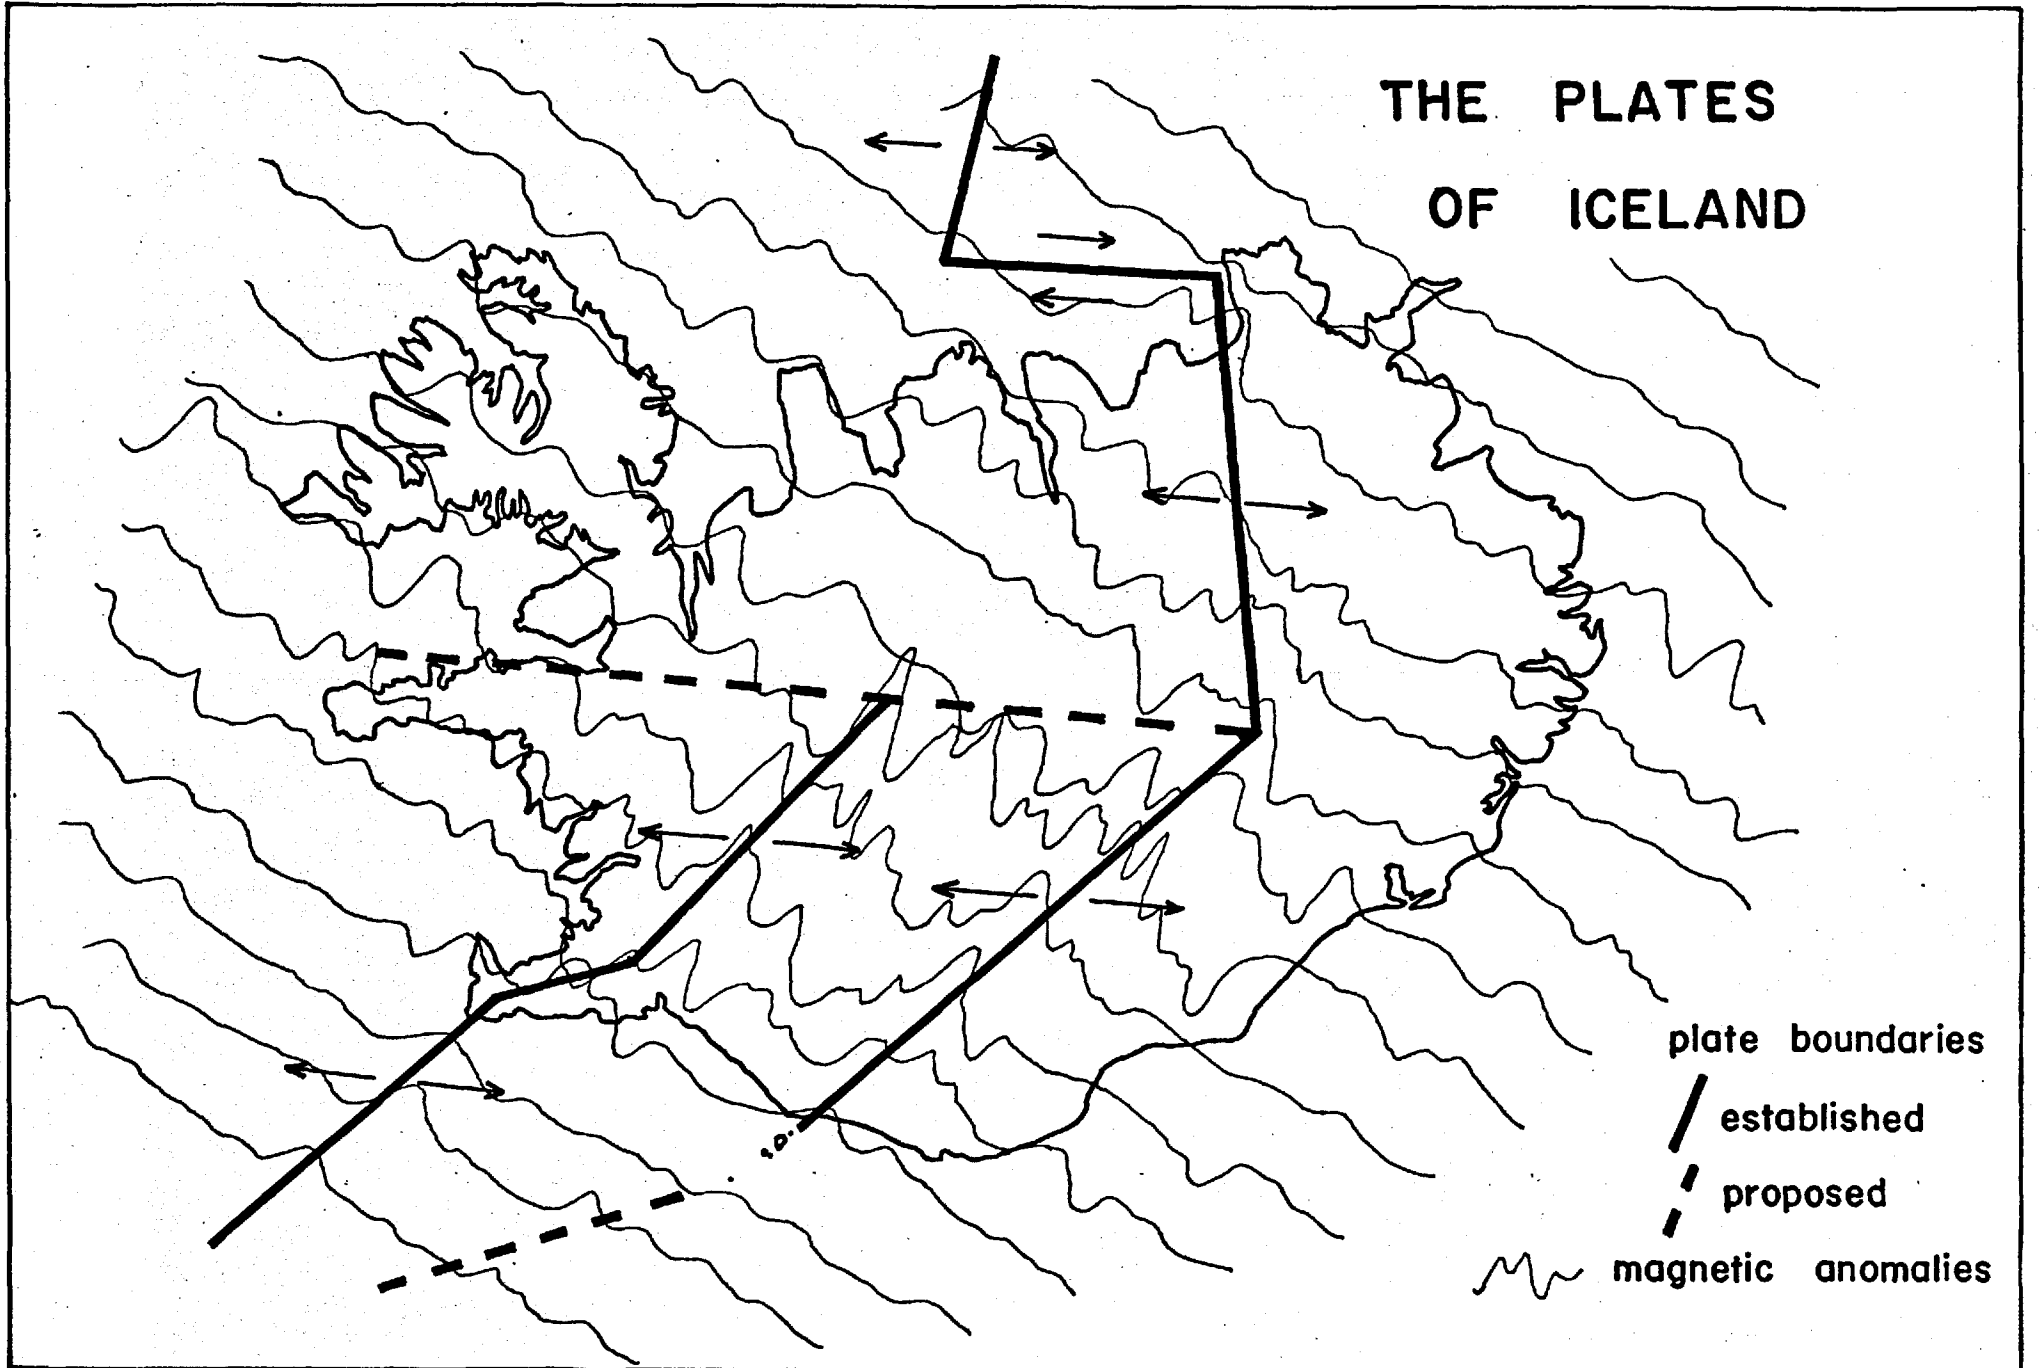 THE PLATES
OF ICELAND
plate boundaries
established
proposed
magnetic anomalies